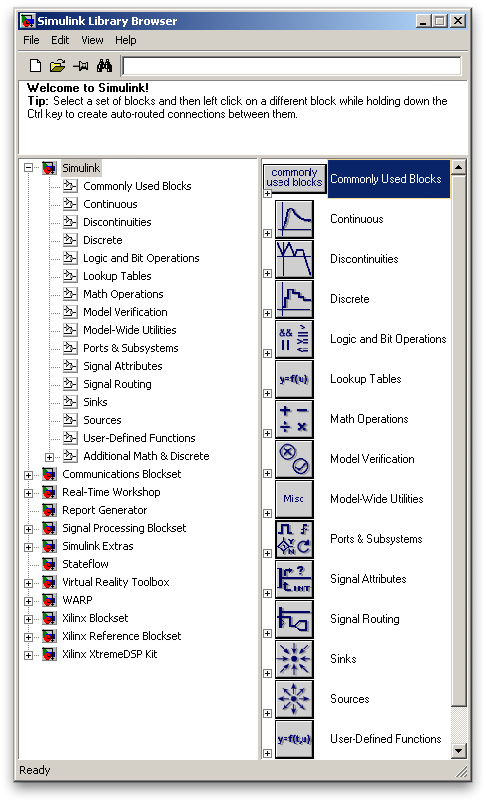 Simulink Library Browser
File Edit View Help
Welcome to Simulink!
Tip: Select a set of blocks and then left click on a different block while holding down the
Ctrl key to create auto-routed connections between them.
Simulink
Commonly Used Blocks
Continuous
Discontinuities
Discrete
Logic and Bit Operations
Lookup Tables
Math Operations
Model Verification
Model-Wide Utilities
Ports & Subsystems
Signal Attributes
Signal Routing
Sinks
Sources
User-Defined Functions
Additional Math & Discrete
Communications Blockset
Real-Time Workshop
Report Generator
Signal Processing Blockset
Simulink Extras
Stateflow
Virtual Reality Toolbox
WARP
Xilinx Blockset
Xilinx Reference Blockset
Xilinx XtremeDSP Kit
commonly
used blocks
Commonly Used Blocks
Continuous
Discontinuities
Discrete
&& >=
|| <=
Logic and Bit Operations
y=f(u)
Lookup Tables
+ −
÷ ×
Math Operations
Model Verification
Misc
Model-Wide Utilities
Y
N
Ports & Subsystems
?
t,INT
Signal Attributes
Signal Routing
Sinks
Sources
y=f(t,u)
User-Defined Functions
Ready